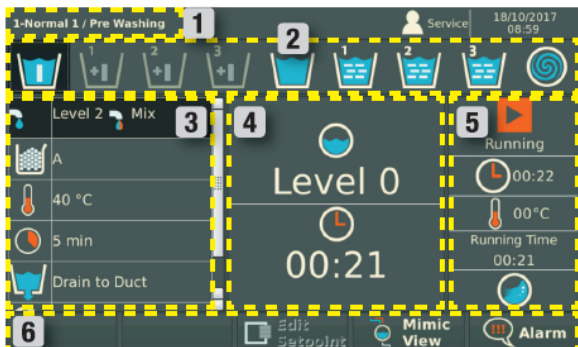 1-Normal 1 / Pre Washing
1
Service
18/10/2017
08:59
2
1
2
3
1
2
3
Level 2 Mix
3
A
40 °C
5 min
Drain to Duct
4
Level 0
00:21
5
Running
00:22
00°C
Running Time
00:21
6
Edit
Setpoint
Mimic
View
!!!
Alarm